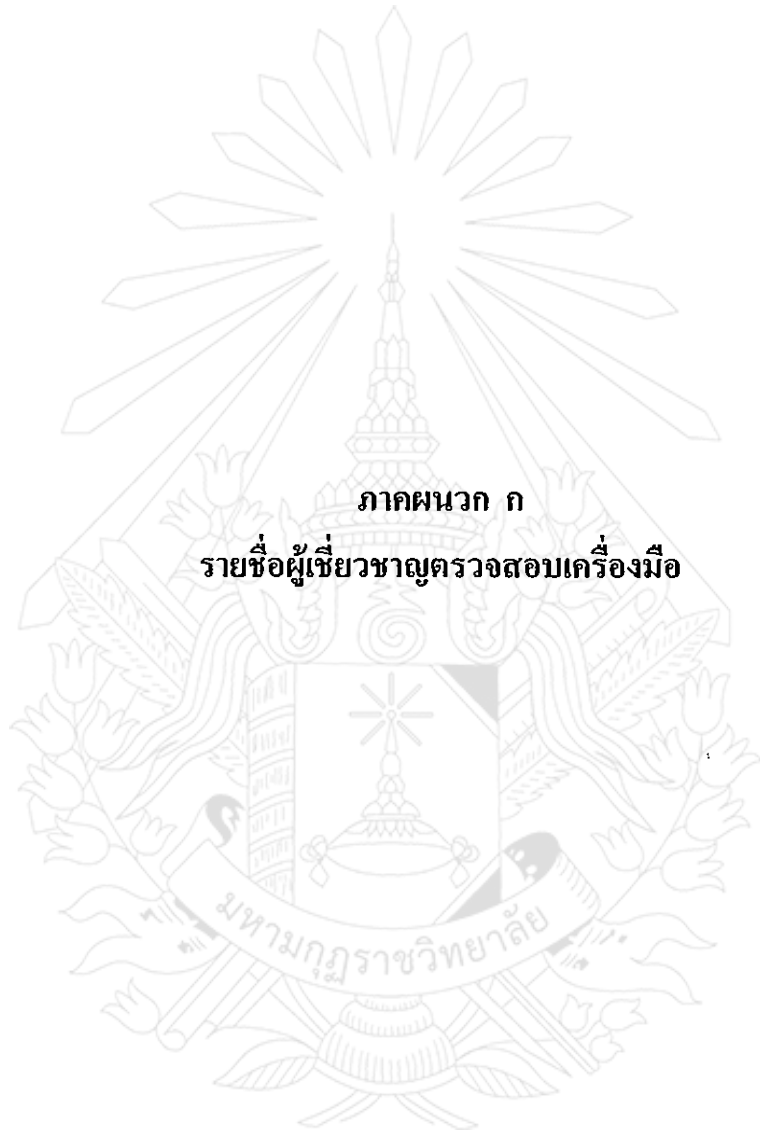 ภาคผนวก ก
รายชื่อผู้เชี่ยวชาญตรวจสอบเครื่องมือ
มหามกุฏราชวิทยาลัย